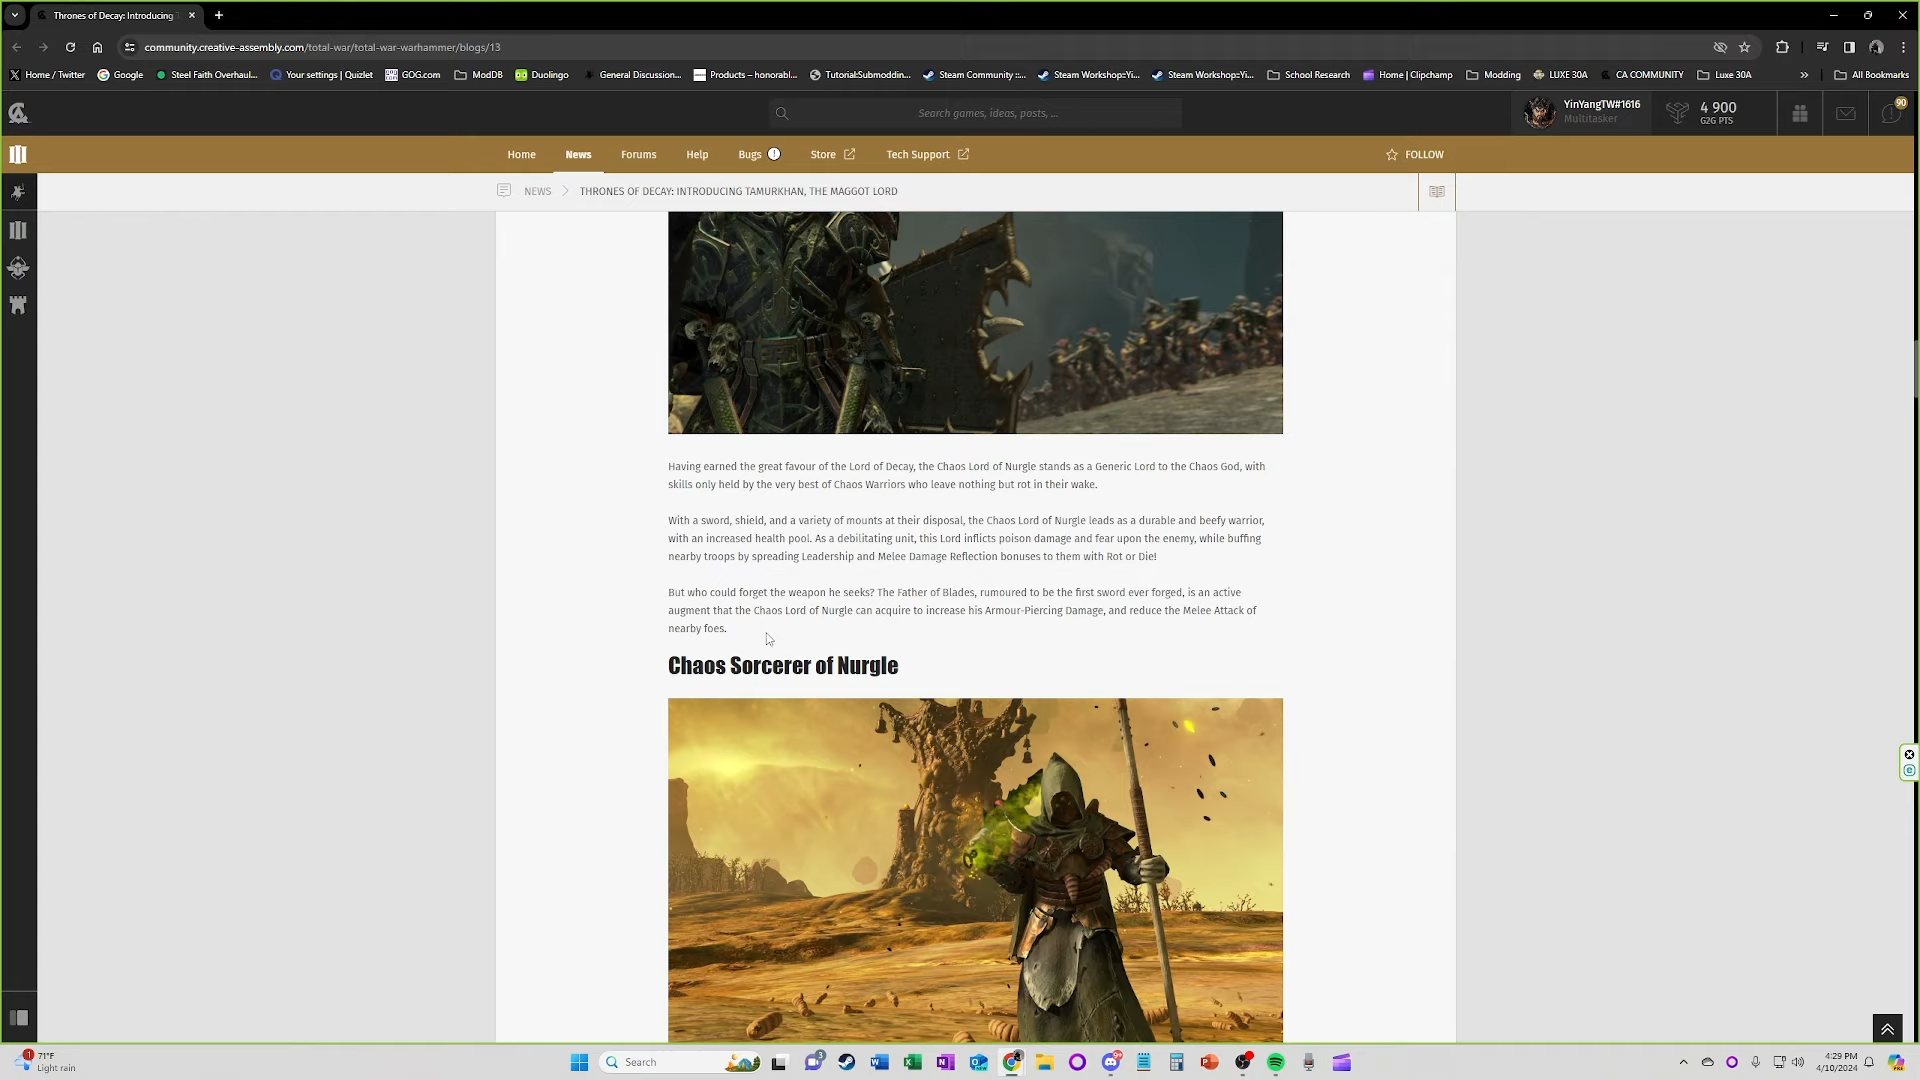 Thrones of Decay: Introducing T
community.creative-assembly.com/total-war/total-war-warhammer/blogs/13
Home / Twitter
Google
Steel Faith Overhaul...
Your settings | Quizlet
GOG.com
ModDB
Duolingo
General Discussion...
Products – honorabl...
Tutorial:Submoddin...
Steam Community ::...
Steam Workshop::Yi...
Steam Workshop::Yi...
School Research
Home | Clipchamp
Modding
LUXE 30A
CA COMMUNITY
Luxe 30A
»
All Bookmarks
Search games, ideas, posts, ...
YinYangTW#1616
Multitasker
4 900
G2G PTS
90
Home
News
Forums
Help
Bugs
!
Store
Tech Support
FOLLOW
NEWS
THRONES OF DECAY: INTRODUCING TAMURKHAN, THE MAGGOT LORD
Having earned the great favour of the Lord of Decay, the Chaos Lord of Nurgle stands as a Generic Lord to the Chaos God, with
skills only held by the very best of Chaos Warriors who leave nothing but rot in their wake.
With a sword, shield, and a variety of mounts at their disposal, the Chaos Lord of Nurgle leads as a durable and beefy warrior,
with an increased health pool. As a debilitating unit, this Lord inflicts poison damage and fear upon the enemy, while buffing
nearby troops by spreading Leadership and Melee Damage Reflection bonuses to them with Rot or Die!
But who could forget the weapon he seeks? The Father of Blades, rumoured to be the first sword ever forged, is an active
augment that the Chaos Lord of Nurgle can acquire to increase his Armour-Piercing Damage, and reduce the Melee Attack of
nearby foes.
Chaos Sorcerer of Nurgle
1
71°F
Light rain
Search
3
9+
4:29 PM
4/10/2024